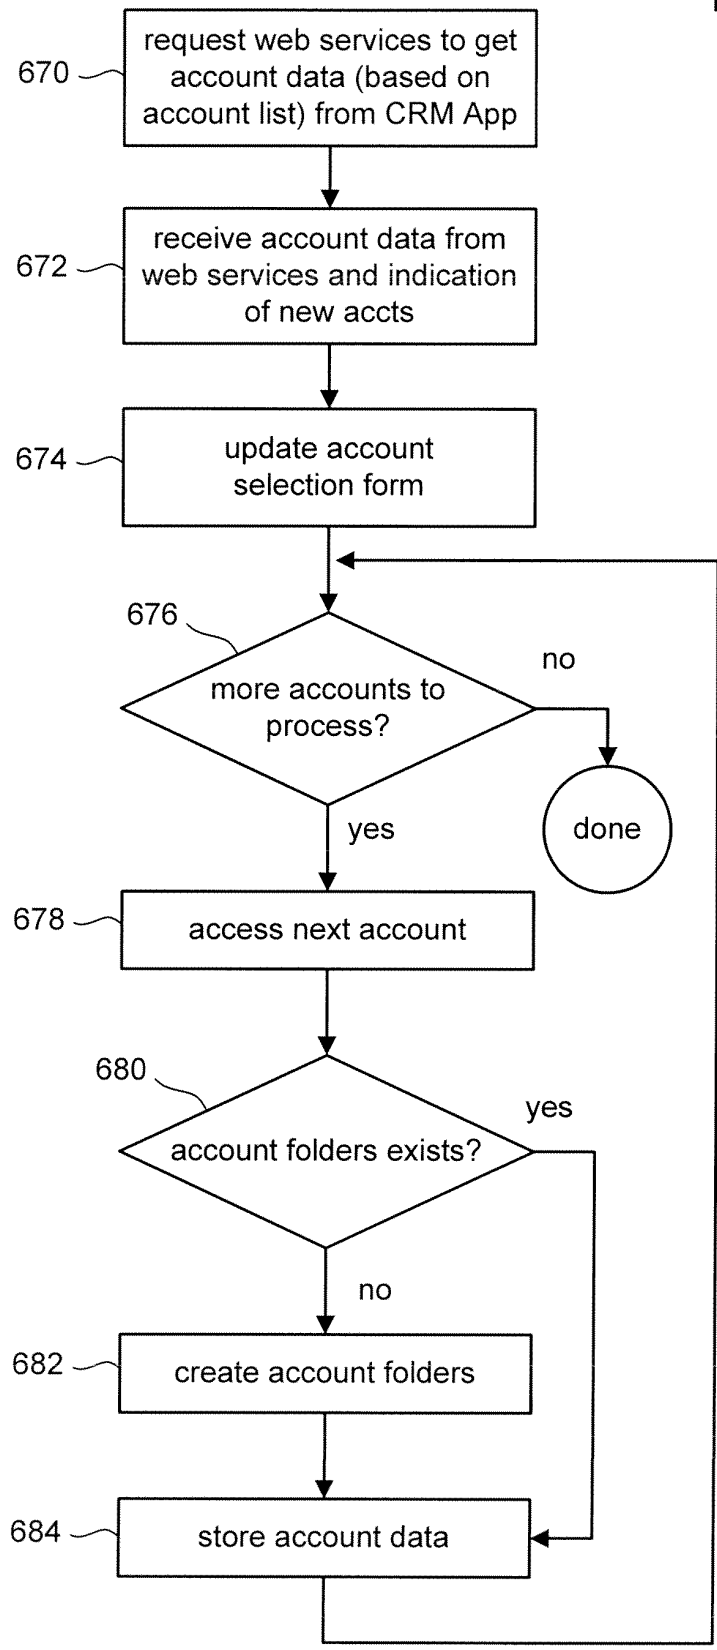 request web services to get
670
account data (based on
account list) from CRM App
receive account data from
672
web services and indication
of new accts
674
update account
selection form
676
more accounts to
process?
no
done
yes
678
access next account
680
yes
account folders exists?
no
682
create account folders
684
store account data